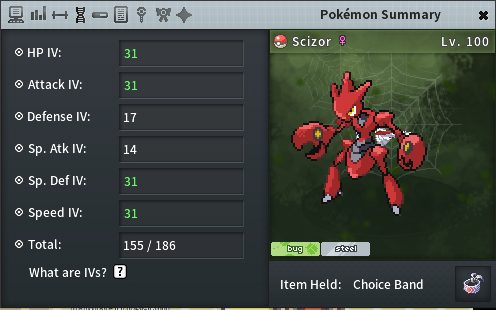 Pokémon Summary
HP IV: 31
Attack IV: 31
Defense IV: 17
Sp. Atk IV: 14
Sp. Def IV: 31
Speed IV: 31
Total: 155 / 186
What are IVs? ?
Scizor ♀ Lv. 100
bug steel
Item Held: Choice Band